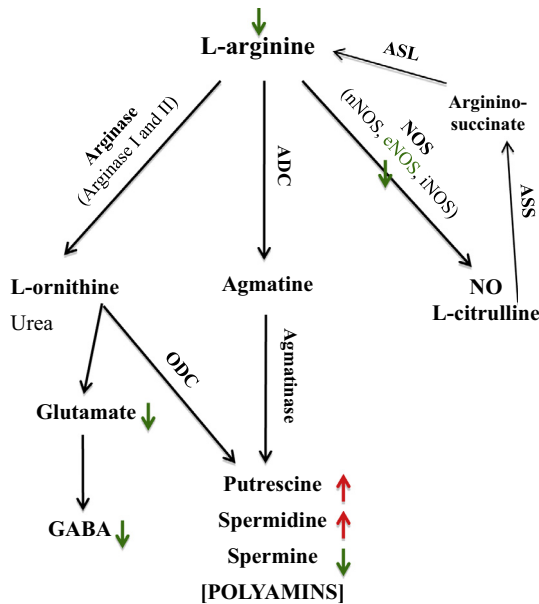 L-arginine
ASL
Arginino-
succinate
Arginase
(Arginase I and II)
ADC
NOS
(nNOS, eNOS, iNOS)
ASS
L-ornithine
Urea
Agmatine
NO
L-citrulline
ODC
Agmatinase
Glutamate
GABA
Putrescine
Spermidine
Spermine
[POLYAMINS]